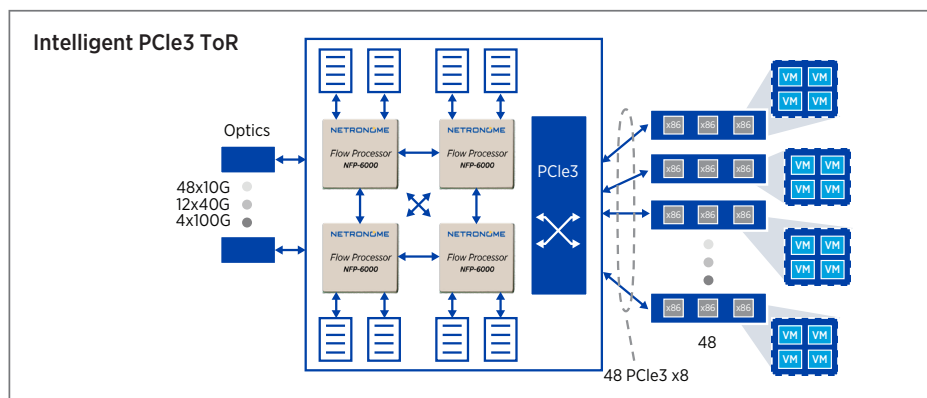 Intelligent PCIe3 ToR
Optics
48x10G
12x40G
4x100G
NETRONOME
Flow Processor
NFP-6000
NETRONOME
Flow Processor
NFP-6000
NETRONOME
Flow Processor
NFP-6000
NETRONOME
Flow Processor
NFP-6000
PCIe3
x86 x86 x86
x86 x86 x86
x86 x86 x86
x86 x86 x86
48
48 PCIe3 x8
VM VM
VM VM
VM VM
VM VM
VM VM
VM VM
VM VM
VM VM